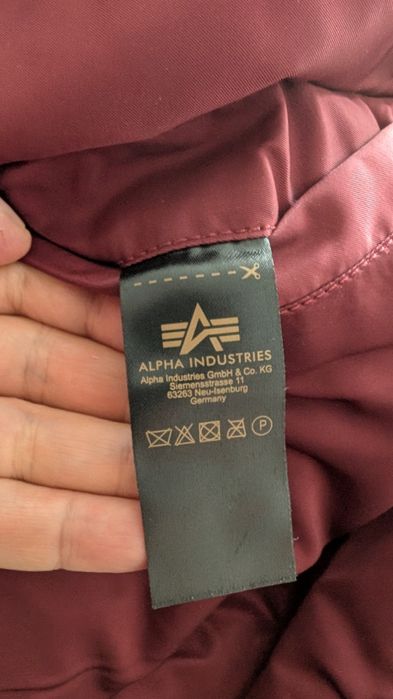 ALPHA INDUSTRIES
Alpha Industries GmbH & Co. KG
Siemensstrasse 11
63263 Neu-Isenburg
Germany
P